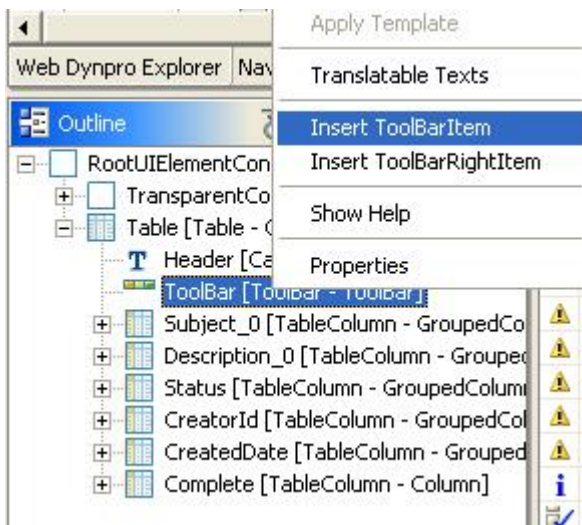 Apply Template
Web Dynpro Explorer Nav
Translatable Texts
Outline
Insert ToolBarItem
Insert ToolBarRightItem
Show Help
Properties
RootUIElementCon
TransparentCo
Table [Table - (
Header [Ca
ToolBar [ToolBar - ToolBar]
Subject_0 [TableColumn - GroupedCo
Description_0 [TableColumn - Grouped
Status [TableColumn - GroupedColum
CreatorId [TableColumn - GroupedCol
CreatedDate [TableColumn - Grouped
Complete [TableColumn - Column]